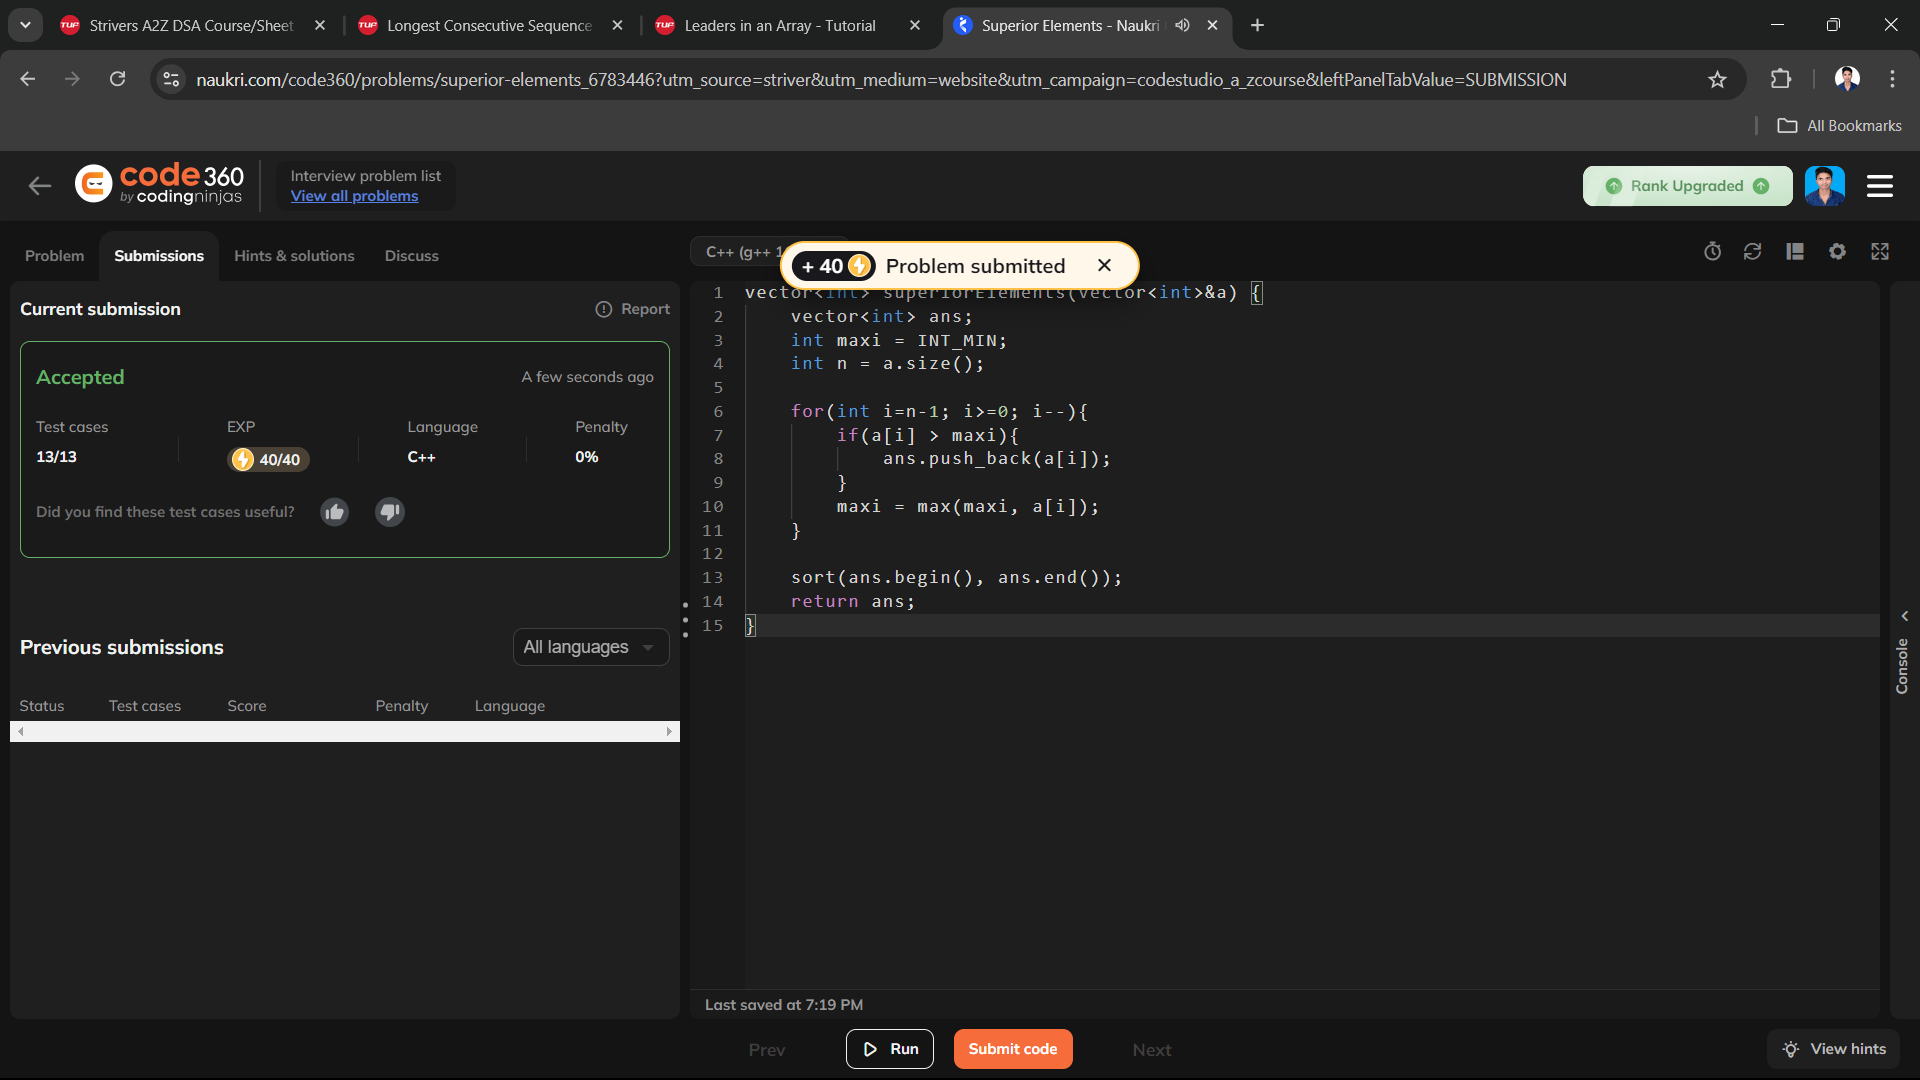 Strivers A2Z DSA Course/Sheet
Longest Consecutive Sequence
Leaders in an Array - Tutorial
Superior Elements - Naukri
naukri.com/code360/problems/superior-elements_6783446?utm_source=striver&utm_medium=website&utm_campaign=codestudio_a_zcourse&leftPanelTabValue=SUBMISSION
All Bookmarks
code 360
by codingninjas
Interview problem list
View all problems
Rank Upgraded
Problem
Submissions
Hints & solutions
Discuss
Current submission
Report
Accepted
A few seconds ago
Test cases
EXP
Language
Penalty
13/13
40/40
C++
0%
Did you find these test cases useful?
Previous submissions
All languages
Status
Test cases
Score
Penalty
Language
C++ (g++
+ 40
Problem submitted
1 vector<int> superiorElements(vector<int>&a) {
2 vector<int> ans;
3 int maxi = INT_MIN;
4 int n = a.size();
5
6 for(int i=n-1; i>=0; i--){
7 if(a[i] > maxi){
8 ans.push_back(a[i]);
9 }
10 maxi = max(maxi, a[i]);
11 }
12
13 sort(ans.begin(), ans.end());
14 return ans;
15 }
Console
Last saved at 7:19 PM
Prev
Run
Submit code
Next
View hints